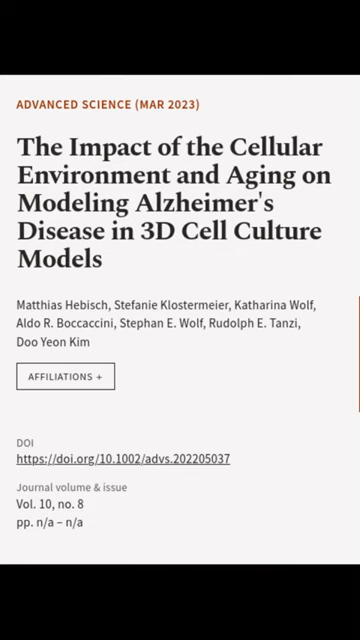 ADVANCED SCIENCE (MAR 2023)
The Impact of the Cellular
Environment and Aging on
Modeling Alzheimer's
Disease in 3D Cell Culture
Models
Matthias Hebisch, Stefanie Klostermeier, Katharina Wolf,
Aldo R. Boccaccini, Stephan E. Wolf, Rudolph E. Tanzi,
Doo Yeon Kim
AFFILIATIONS +
DOI
https://doi.org/10.1002/advs.202205037
Journal volume & issue
Vol. 10, no. 8
pp. n/a – n/a